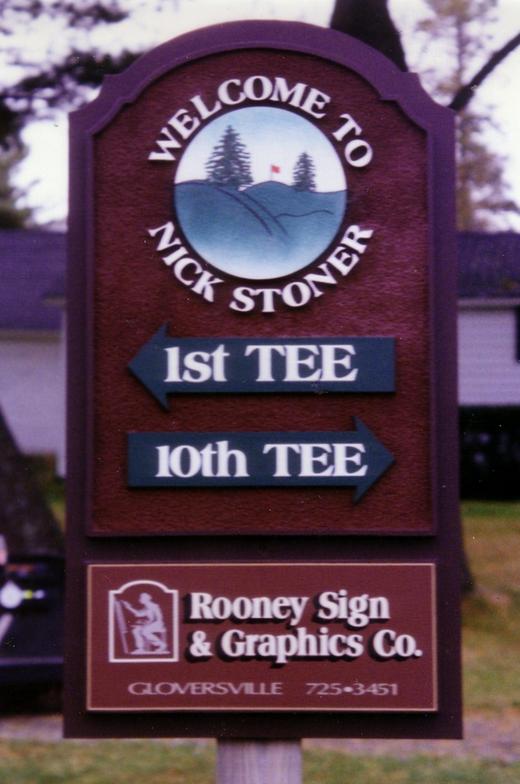 WELCOME TO
NICK STONER
1st TEE
10th TEE
Rooney Sign
& Graphics Co.
GLOVERSVILLE 725•3451